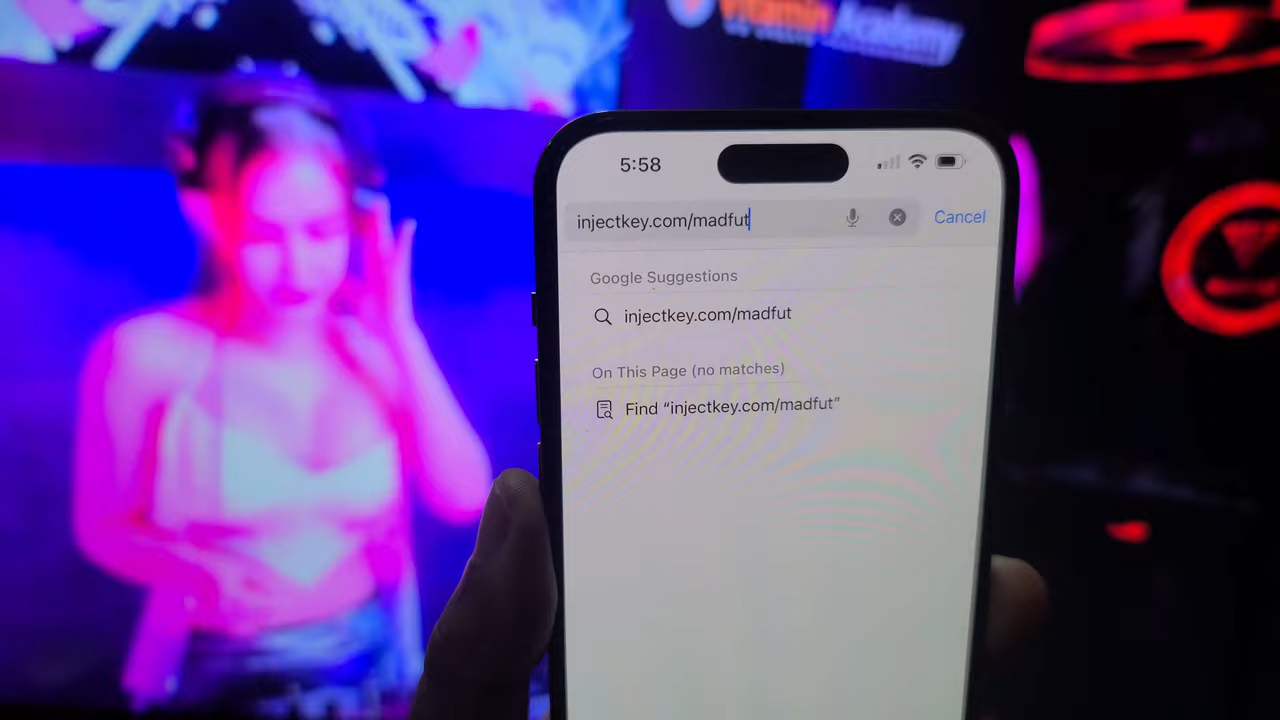 Vitamin Academy
5:58
injectkey.com/madfut
Cancel
Google Suggestions
injectkey.com/madfut
On This Page (no matches)
Find “injectkey.com/madfut”